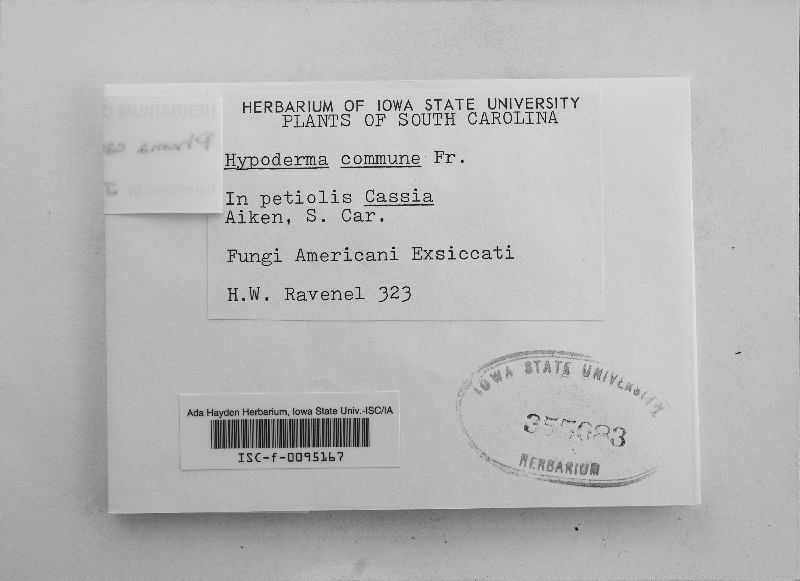 HERBARIUM OF IOWA STATE UNIVERSITY
PLANTS OF SOUTH CAROLINA
Hypoderma commune Fr.
In petiolis Cassia
Aiken, S. Car.
Fungi Americani Exsiccati
H.W. Ravenel 323
IOWA STATE UNIVERSITY
355083
HERBARIUM
Ada Hayden Herbarium, Iowa State Univ.-ISC/IA
ISC-f-0095167